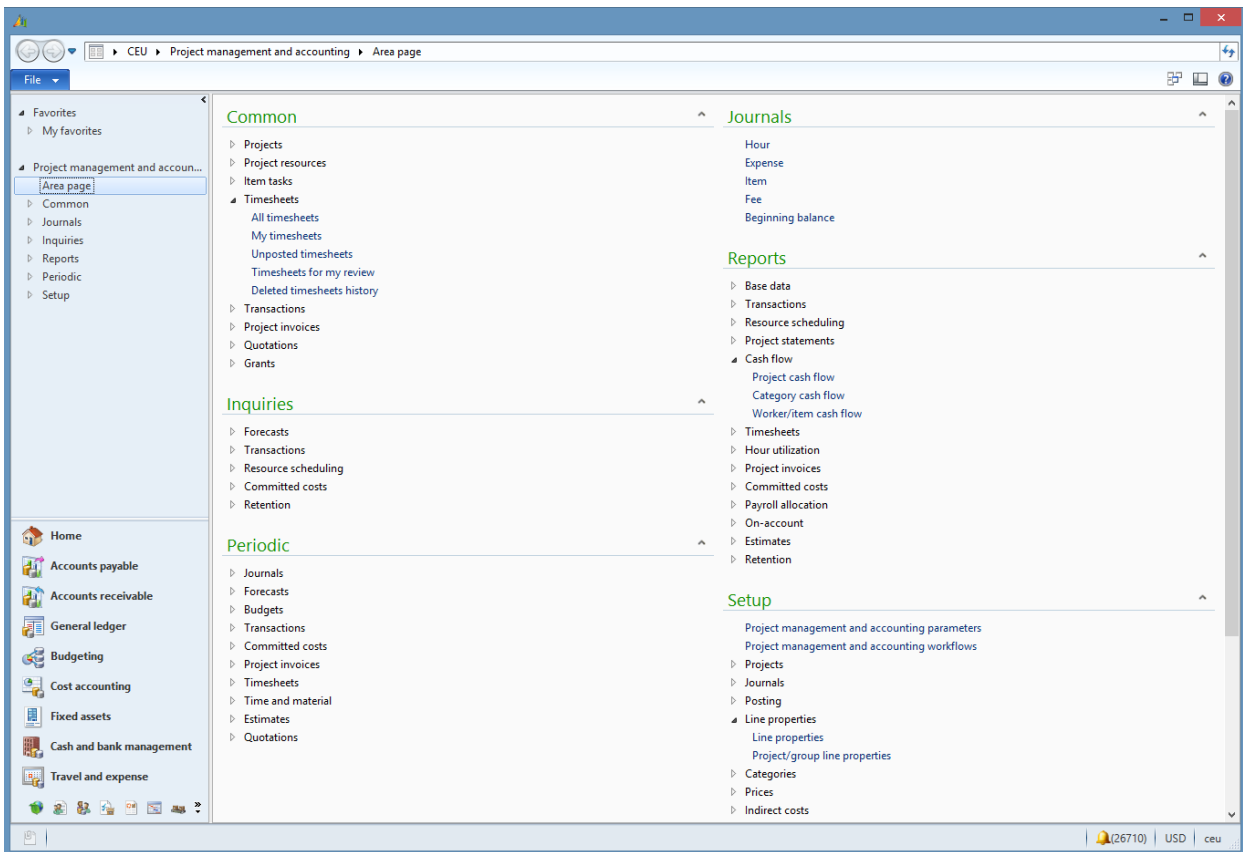 CEU
Project management and accounting
Area page
File
Favorites
My favorites
Project management and accoun...
Area page
Common
Journals
Inquiries
Reports
Periodic
Setup
Home
Accounts payable
Accounts receivable
General ledger
Budgeting
Cost accounting
Fixed assets
Cash and bank management
Travel and expense
Common
Projects
Project resources
Item tasks
Timesheets
All timesheets
My timesheets
Unposted timesheets
Timesheets for my review
Deleted timesheets history
Transactions
Project invoices
Quotations
Grants
Inquiries
Forecasts
Transactions
Resource scheduling
Committed costs
Retention
Periodic
Journals
Forecasts
Budgets
Transactions
Committed costs
Project invoices
Timesheets
Time and material
Estimates
Quotations
Journals
Hour
Expense
Item
Fee
Beginning balance
Reports
Base data
Transactions
Resource scheduling
Project statements
Cash flow
Project cash flow
Category cash flow
Worker/item cash flow
Timesheets
Hour utilization
Project invoices
Committed costs
Payroll allocation
On-account
Estimates
Retention
Setup
Project management and accounting parameters
Project management and accounting workflows
Projects
Journals
Posting
Line properties
Line properties
Project/group line properties
Categories
Prices
Indirect costs
(26710) USD ceu